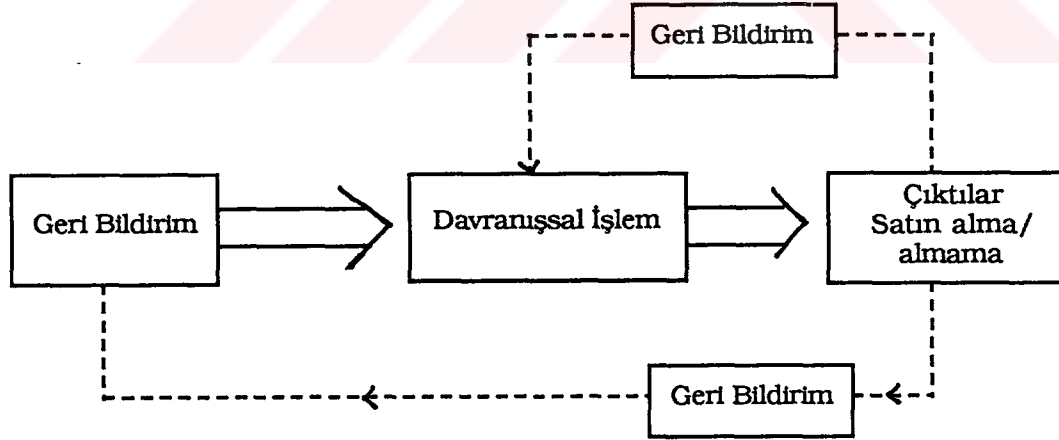 Geri Bildirim
Geri Bildirim
Davranışsal İşlem
Çıktılar
Satın alma/
almama
Geri Bildirim